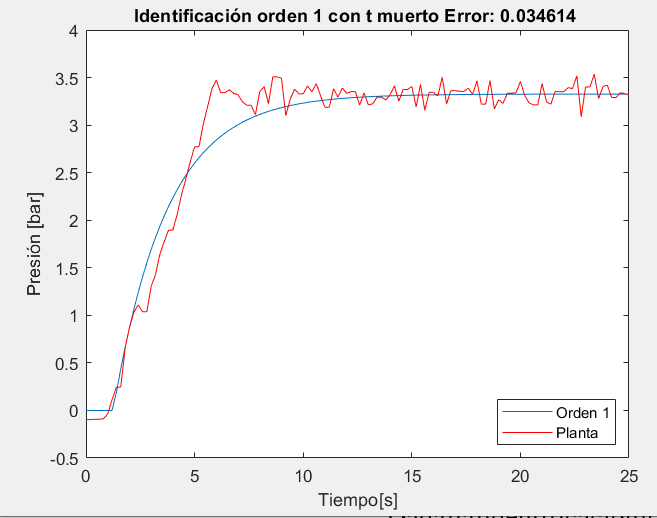 Identificación orden 1 con t muerto Error: 0.034614
4
3.5
3
2.5
2
1.5
1
0.5
0
-0.5
Presión [bar]
0 5 10 15 20 25
Tiempo[s]
Orden 1
Planta